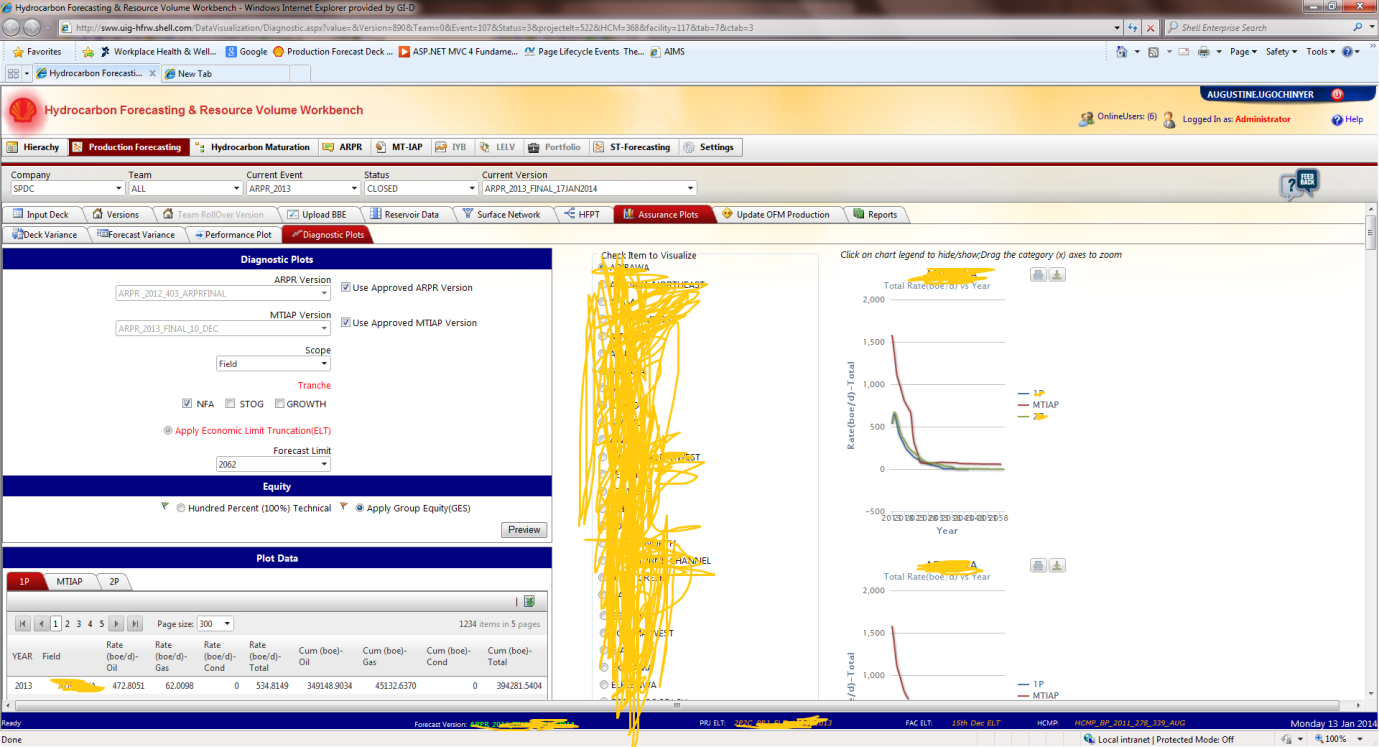 Hydrocarbon Forecasting & Resource Volume Workbench - Windows Internet Explorer provided by GI-D
http://sww.uig-hfrw.shell.com/DataVisualization/Diagnostic.aspx?value=&Version=890&Team=0&Event=107&Status=3&projectelt=522&HCM=368&facility=117&tab=7&ctab=3
Shell Enterprise Search
Favorites Workplace Health & Well... Google Production Forecast Deck ... ASP.NET MVC 4 Fundame... Page Lifecycle Events The... AIMS
Page Safety Tools
Hydrocarbon Forecasti... X New Tab
AUGUSTINE.UGOCHINYER
Hydrocarbon Forecasting & Resource Volume Workbench
OnlineUsers: (6) Logged In as: Administrator Help
Hierachy Production Forecasting Hydrocarbon Maturation ARPR MT-IAP IYB LELV Portfolio ST-Forecasting Settings
Company Team Current Event Status Current Version
SPDC ALL ARPR_2013 CLOSED ARPR_2013_FINAL_17JAN2014
FEED BACK
Input Deck Versions Team RollOver Version Upload BBE Reservoir Data Surface Network HFPT Assurance Plots Update OFM Production Reports
Deck Variance Forecast Variance Performance Plot Diagnostic Plots
Diagnostic Plots
ARPR Version
ARPR _2012_403_ARPRFINAL
Use Approved ARPR Version
MTIAP Version
ARPR_2013_FINAL_10_DEC
Use Approved MTIAP Version
Scope
Field
Tranche
NFA STOG GROWTH
Apply Economic Limit Truncation(ELT)
Forecast Limit
2062
Equity
Hundred Percent (100%) Technical Apply Group Equity(GES)
Preview
Plot Data
1P MTIAP 2P
1 2 3 4 5 Page size: 300 1234 items in 5 pages
YEAR Field Rate (boe/d)-Oil Rate (boe/d)-Gas Rate (boe/d)-Cond Rate (boe/d)-Total Cum (boe)-Oil Cum (boe)-Gas Cum (boe)-Cond Cum (boe)-Total
2013 472.8051 62.0098 0 534.8149 349148.9034 45132.6370 0 394281.5404
Check Item to Visualize
CHANNEL
Click on chart legend to hide/show;Drag the category (x) axes to zoom
Total Rate(boe/d) vs Year
2,000
1,500
1,000
500
0
−500
Rate(boe/d)-Total
Year
1P
MTIAP
2P
Total Rate(boe/d) vs Year
2,000
1,500
1,000
1P
MTIAP
Ready Forecast Version: PRJ ELT: FAC ELT: 15th Dec ELT HCMP: HCMP_BP_2011_278_339_AUG Monday 13 Jan 2014
Done Local intranet | Protected Mode: Off 100%